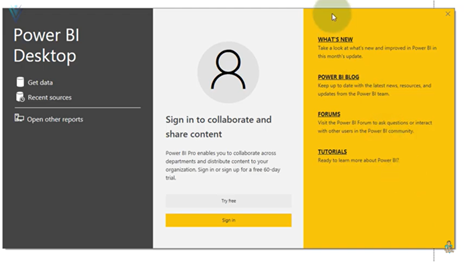 Power BI
Desktop
Get data
Recent sources
Open other reports
Sign in to collaborate and
share content
Power BI Pro enables you to collaborate across
departments and distribute content to your
organization. Sign in or sign up for a free 60-day
trial.
Try free
Sign in
WHAT'S NEW
Take a look at what's new and improved in Power BI in
this month's update.
POWER BI BLOG
Keep up to date with the latest news, resources, and
updates from the Power BI team.
FORUMS
Visit the Power BI Forum to ask questions or interact
with other users in the Power BI community.
TUTORIALS
Ready to learn more about Power BI?